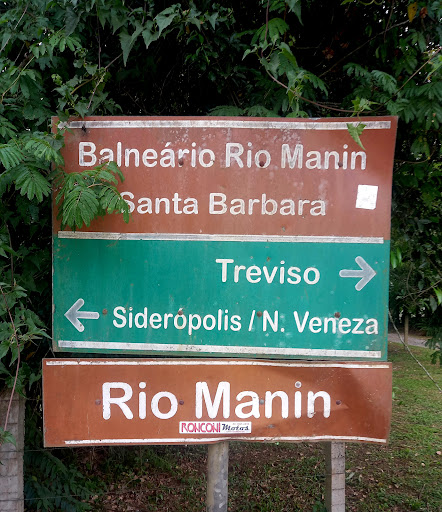 Balneário Rio Manin
Santa Barbara
Treviso
Siderópolis / N. Veneza
Rio Manin
RONCONI Motos